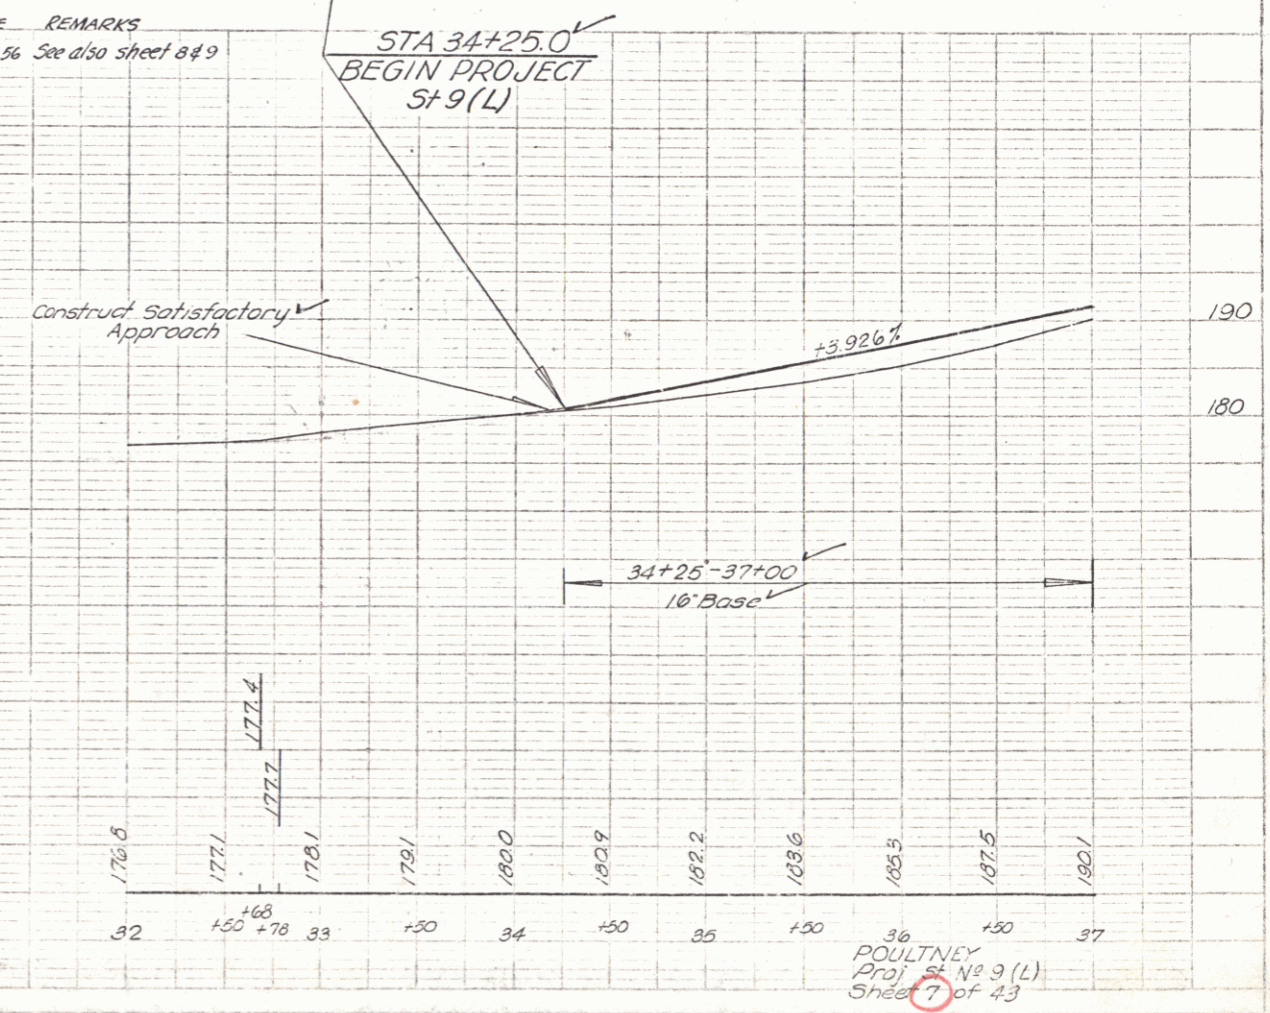 E REMARKS
56 See also sheet 8&9
STA 34+25.0
BEGIN PROJECT
St 9 (L)
Construct Satisfactory
Approach
+3.926%
190
180
34+25-37+00
16" Base
177.4
177.7
176.8 177.1 178.1 179.1 180.0 180.9 182.2 183.6 185.3 187.5 190.1
+68
32 +50 +78 33 +50 34 +50 35 +50 36 +50 37
POULTNEY
Proj St Nº 9 (L)
Sheet 7 of 43